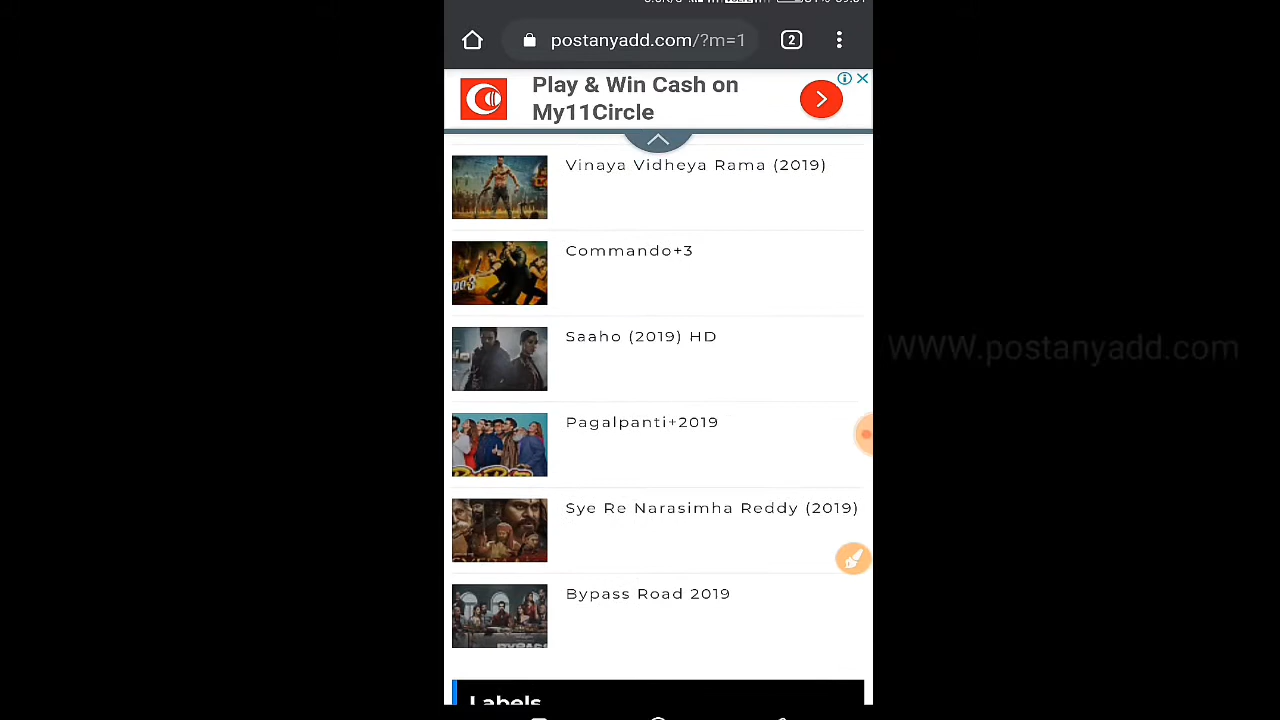 postanyadd.com/?m=1
2
Play & Win Cash on
My11Circle
Vinaya Vidheya Rama (2019)
Commando+3
Saaho (2019) HD
Pagalpanti+2019
Sye Re Narasimha Reddy (2019)
Bypass Road 2019
Labels
WWW.postanyadd.com